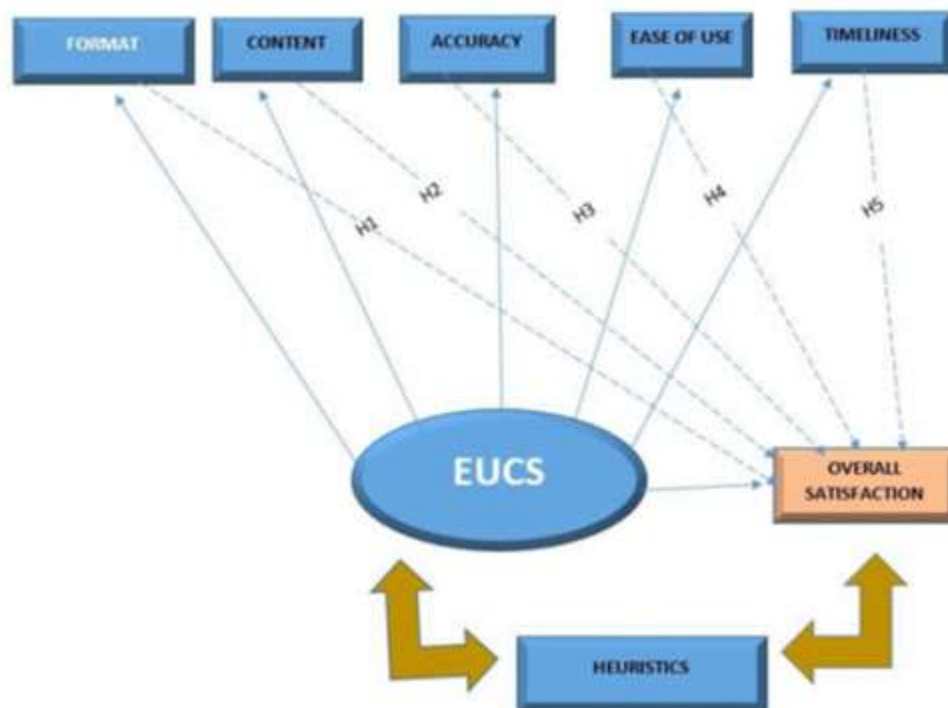 FORMAT
CONTENT
ACCURACY
EASE OF USE
TIMELINESS
H1
H2
H3
H4
H5
EUCS
OVERALL
SATISFACTION
HEURISTICS